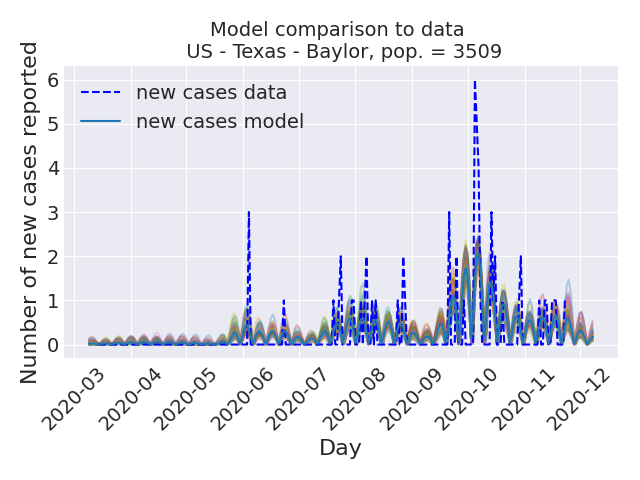 Model comparison to data
US - Texas - Baylor, pop. = 3509
Number of new cases reported
6
5
4
3
2
1
0
new cases data
new cases model
2020-03
2020-04
2020-05
2020-06
2020-07
2020-08
2020-09
2020-10
2020-11
2020-12
Day